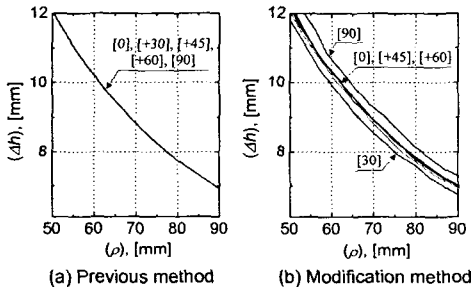 12
10
8
(Δh), [mm]
[0], [+30], [+45],
[+60], [90]
50 60 70 80 90
(ρ), [mm]
(a) Previous method
12
10
8
(Δh), [mm]
[90]
[0], [+45], [+60]
[30]
50 60 70 80 90
(ρ), [mm]
(b) Modification method